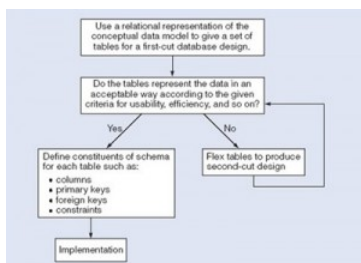 Use a relational representation of the
conceptual data model to give a set of
tables for a first-cut database design.
Do the tables represent the data in an
acceptable way according to the given
criteria for usability, efficiency, and so on?
Yes
No
Define constituents of schema
for each table such as:
• columns
• primary keys
• foreign keys
• constraints
Flex tables to produce
second-cut design
Implementation